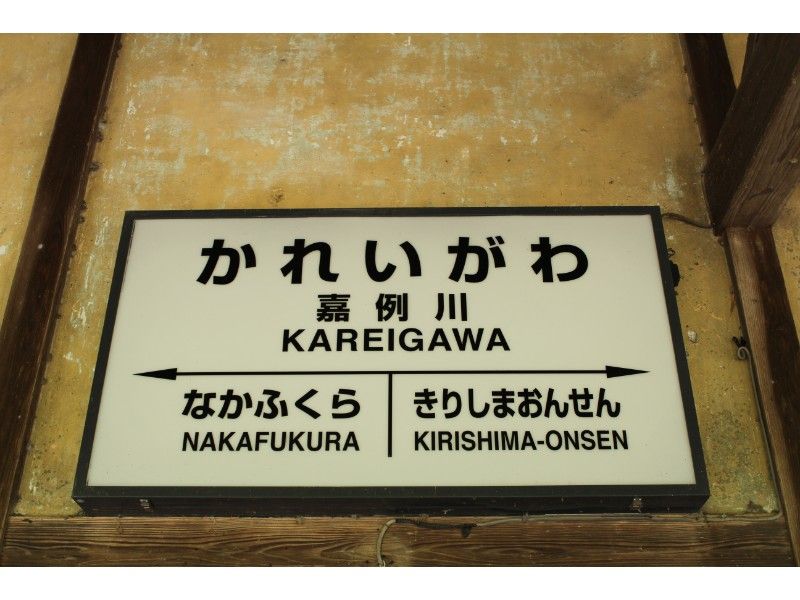 かれいがわ
嘉例川
KAREIGAWA
なかふくら
NAKAFUKURA
きりしまおんせん
KIRISHIMA-ONSEN